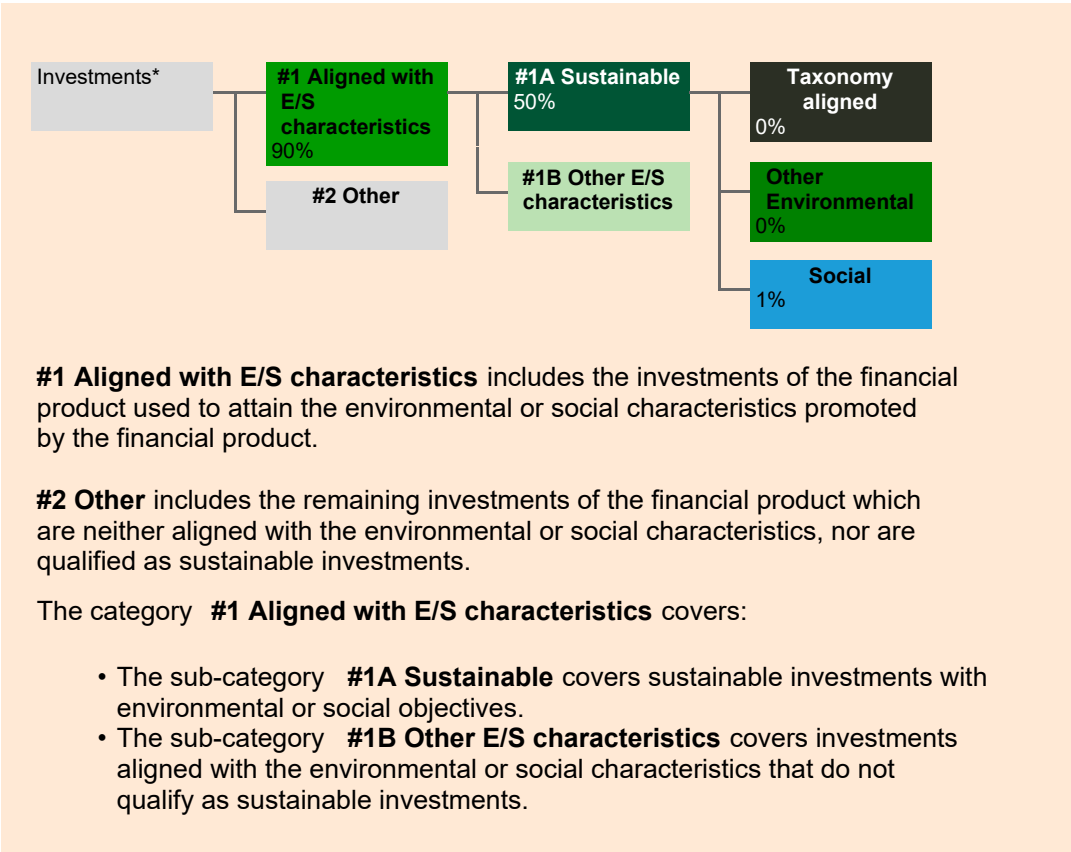 Investments*
#1 Aligned with
E/S
characteristics
90%
#2 Other
#1A Sustainable
50%
#1B Other E/S
characteristics
Taxonomy
aligned
0%
Other
Environmental
0%
Social
1%
#1 Aligned with E/S characteristics includes the investments of the financial
product used to attain the environmental or social characteristics promoted
by the financial product.
#2 Other includes the remaining investments of the financial product which
are neither aligned with the environmental or social characteristics, nor are
qualified as sustainable investments.
The category #1 Aligned with E/S characteristics covers:
• The sub-category #1A Sustainable covers sustainable investments with
environmental or social objectives.
• The sub-category #1B Other E/S characteristics covers investments
aligned with the environmental or social characteristics that do not
qualify as sustainable investments.